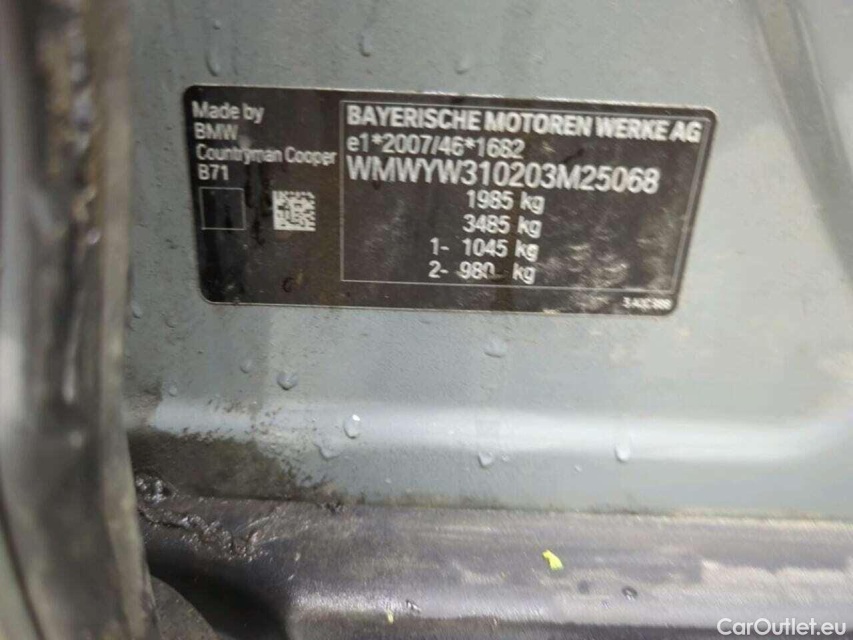 Made by
BMW
Countryman Cooper
B71
BAYERISCHE MOTOREN WERKE AG
e1*2007/46*1682
WMWYW310203M25068
1985 kg
3485 kg
1- 1045 kg
2- 980 kg
CarOutlet.eu